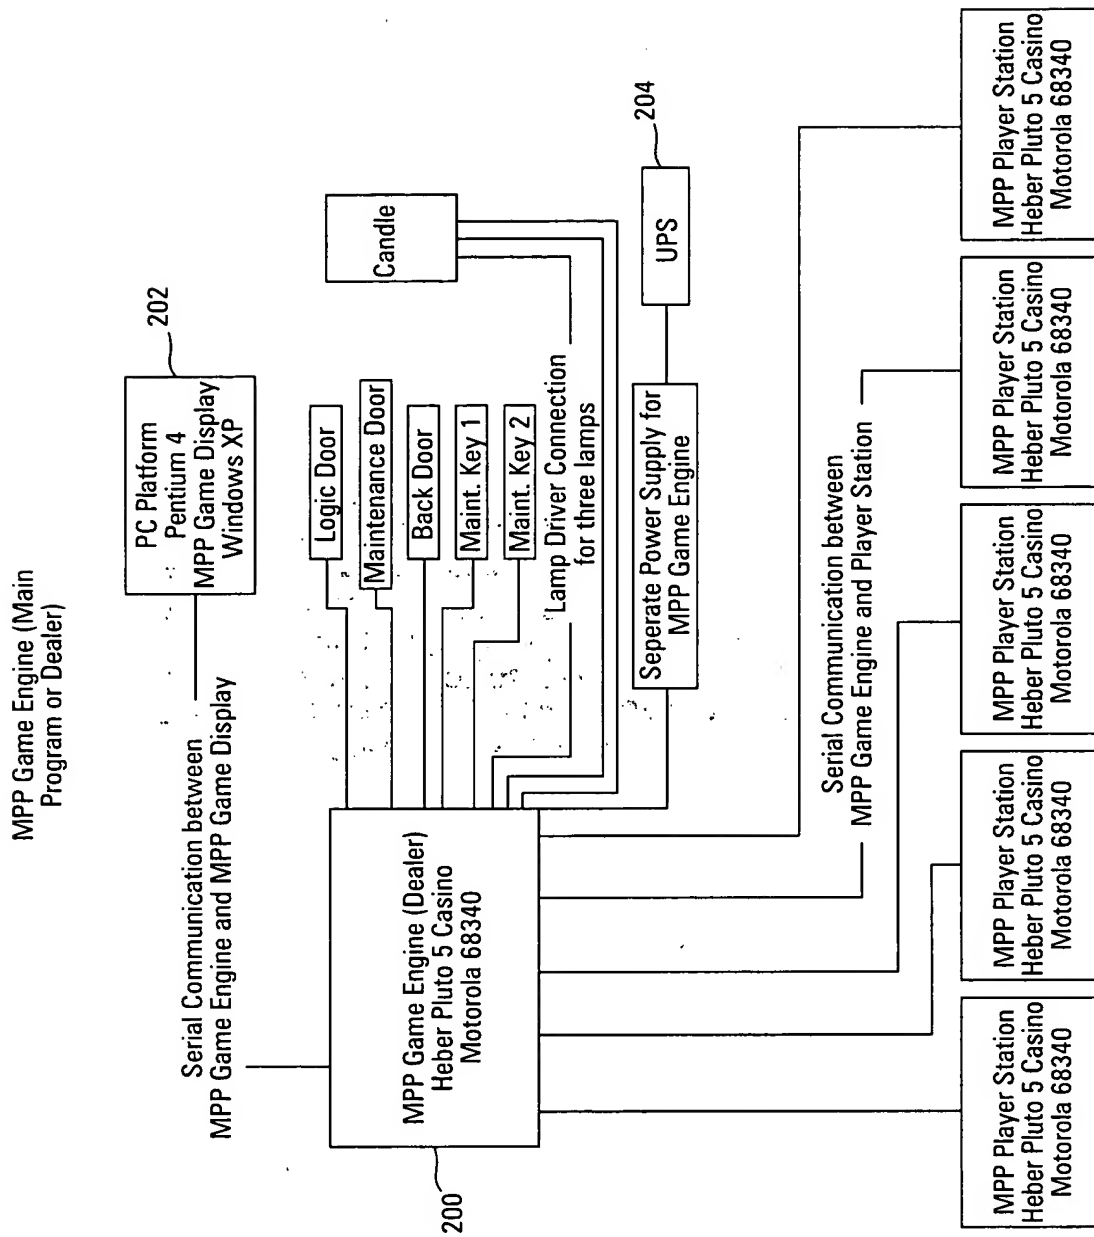 MPP Game Engine (Main
Program or Dealer)
Serial Communication between
MPP Game Engine and MPP Game Display
PC Platform
Pentium 4
MPP Game Display
Windows XP
202
MPP Game Engine (Dealer)
Heber Pluto 5 Casino
Motorola 68340
200
Logic Door
Maintenance Door
Back Door
Maint. Key 1
Maint. Key 2
Candle
Lamp Driver Connection
for three lamps
Seperate Power Supply for
MPP Game Engine
UPS
204
Serial Communication between
MPP Game Engine and Player Station
MPP Player Station
Heber Pluto 5 Casino
Motorola 68340
MPP Player Station
Heber Pluto 5 Casino
Motorola 68340
MPP Player Station
Heber Pluto 5 Casino
Motorola 68340
MPP Player Station
Heber Pluto 5 Casino
Motorola 68340
MPP Player Station
Heber Pluto 5 Casino
Motorola 68340